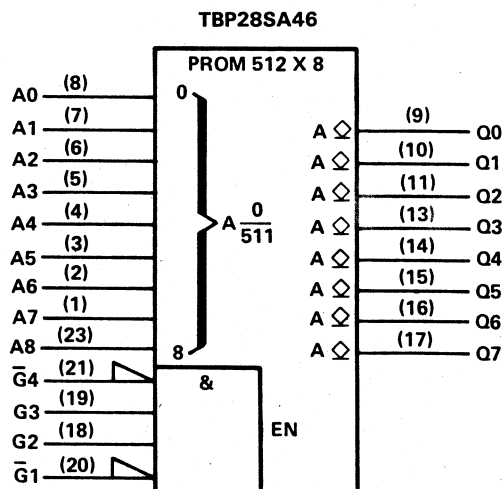 TBP28SA46
PROM 512 X 8
A0 (8) 0
A1 (7)
A2 (6)
A3 (5)
A4 (4)
A5 (3)
A6 (2)
A7 (1)
A8 (23) 8
A 0/511
G̅4 (21) &
G3 (19)
G2 (18) EN
G̅1 (20)
A (9) Q0
A (10) Q1
A (11) Q2
A (13) Q3
A (14) Q4
A (15) Q5
A (16) Q6
A (17) Q7